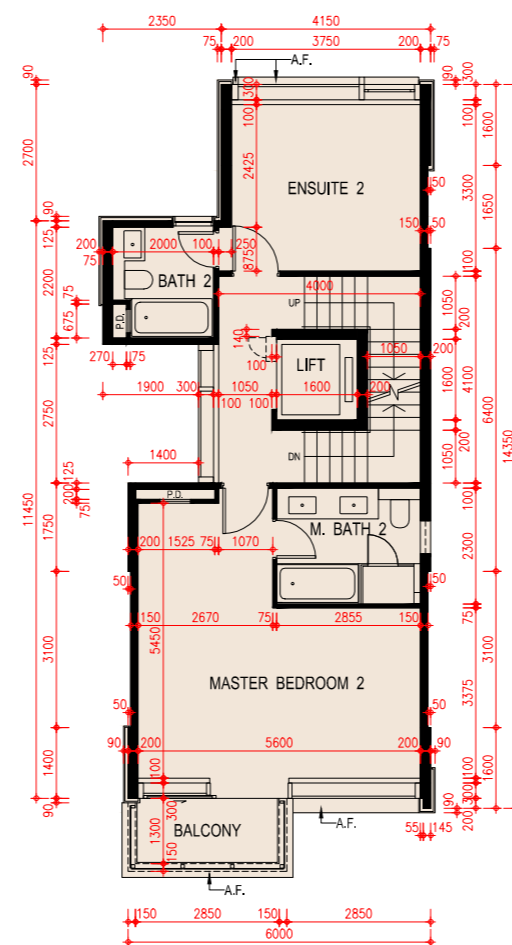 2350 4150
75 200 3750 200 75
A.F.
90 300 90 300
100 100 1600
2700 2425 3300
ENSUITE 2
50 1650
90 150 50
125 200 2000 100 250
75 875 100
BATH 2
2200 4000
75 UP 1050
675 P.D. 140 200
125 270 75 100 LIFT 1050 200
1900 300 1050 1600 200 1600 4100 6400
100 100
2750 14350
1400 DN 1050 200
125
11450 200 P.D. 100
75
1750 200 1525 75 1070 M. BATH 2 2300
50 50
150 2670 75 2855 150 75
3100 5450 3100
MASTER BEDROOM 2 3375
50 50
90 200 5600 200 90
1400 100 100 1600
90 300 300
1300 BALCONY A.F. 200
55 145
150
A.F.
150 2850 150 2850
6000